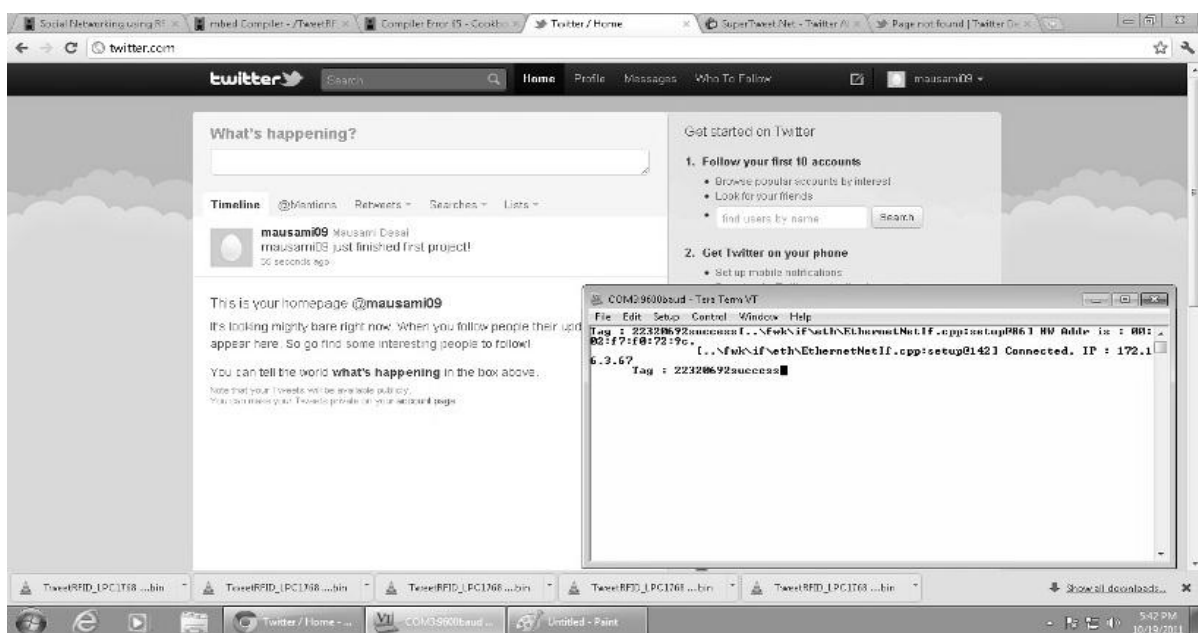 Social Networking using RF
mbed Compiler - /TweetRF
Compiler Error 15 - Cookbo
Twitter / Home
SuperTweet.Net - Twitter A
Page not found | Twitter De
twitter.com
twitter
Search
Home
Profile
Messages
Who To Follow
mausami09
What's happening?
Timeline
@Mentions
Retweets
Searches
Lists
mausami09 Mausami Desai
mausami09 just finished first project!
seconds ago
This is your homepage @mausami09
It's looking mighty bare right now. When you follow people their upd
appear here. So go find some interesting people to follow!
You can tell the world what's happening in the box above.
Note that your Tweets will be available publicly.
You can make your Tweets private on your account page
Get started on Twitter
1. Follow your first 10 accounts
• Browse popular accounts by interest
• Look for your friends
• find users by name
Search
2. Get Twitter on your phone
• Set up mobile notifications
COM3:9600baud - Tera Term VT
File Edit Setup Control Window Help
Tag : 22320692success[..\fwk\if\eth\EthernetNetIf.cpp:setup@86] HW Addr is : 00:
02:f7:f0:72:9c.
[..\fwk\if\eth\EthernetNetIf.cpp:setup@142] Connected, IP : 172.1
6.3.67
Tag : 22320692success
TweetRFID_LPC1768....bin
TweetRFID_LPC1768....bin
TweetRFID_LPC1768....bin
TweetRFID_LPC1768....bin
TweetRFID_LPC1768....bin
Show all downloads...
Twitter / Home - ...
COM3:9600baud ...
Untitled - Paint
5:42 PM
10/19/2011